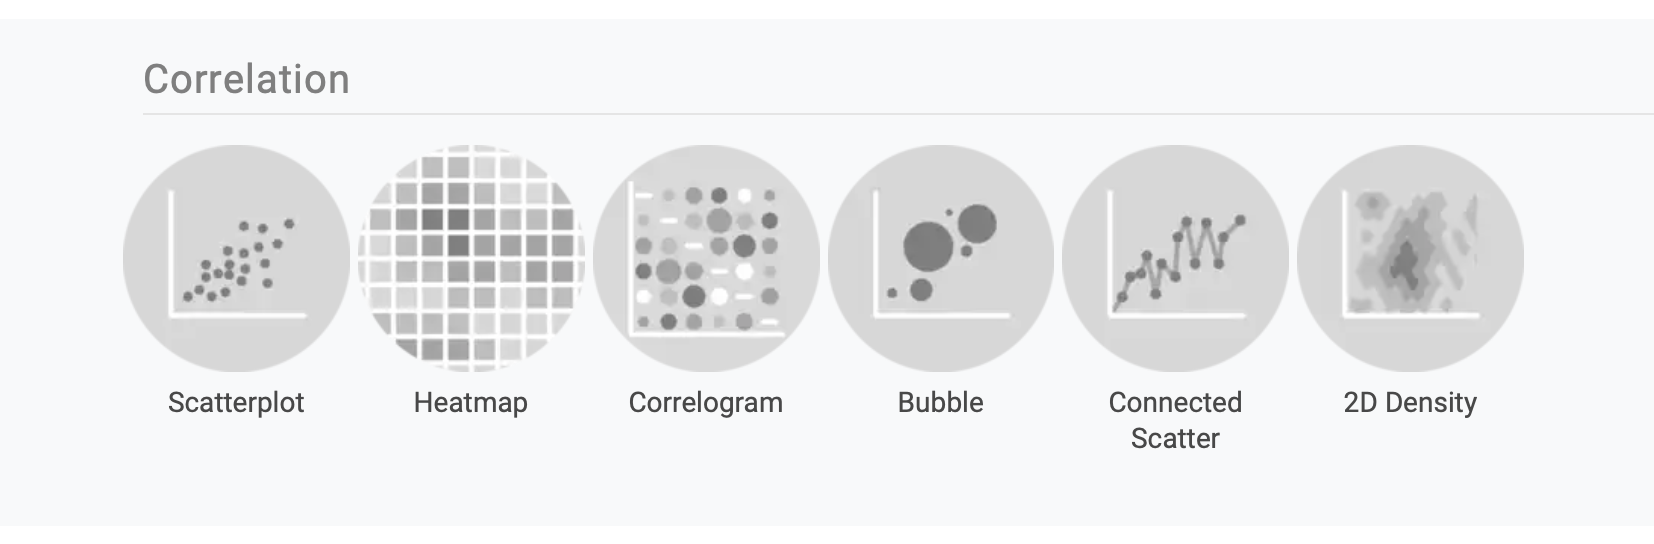 Correlation
Scatterplot
Heatmap
Correlogram
Bubble
Connected
Scatter
2D Density